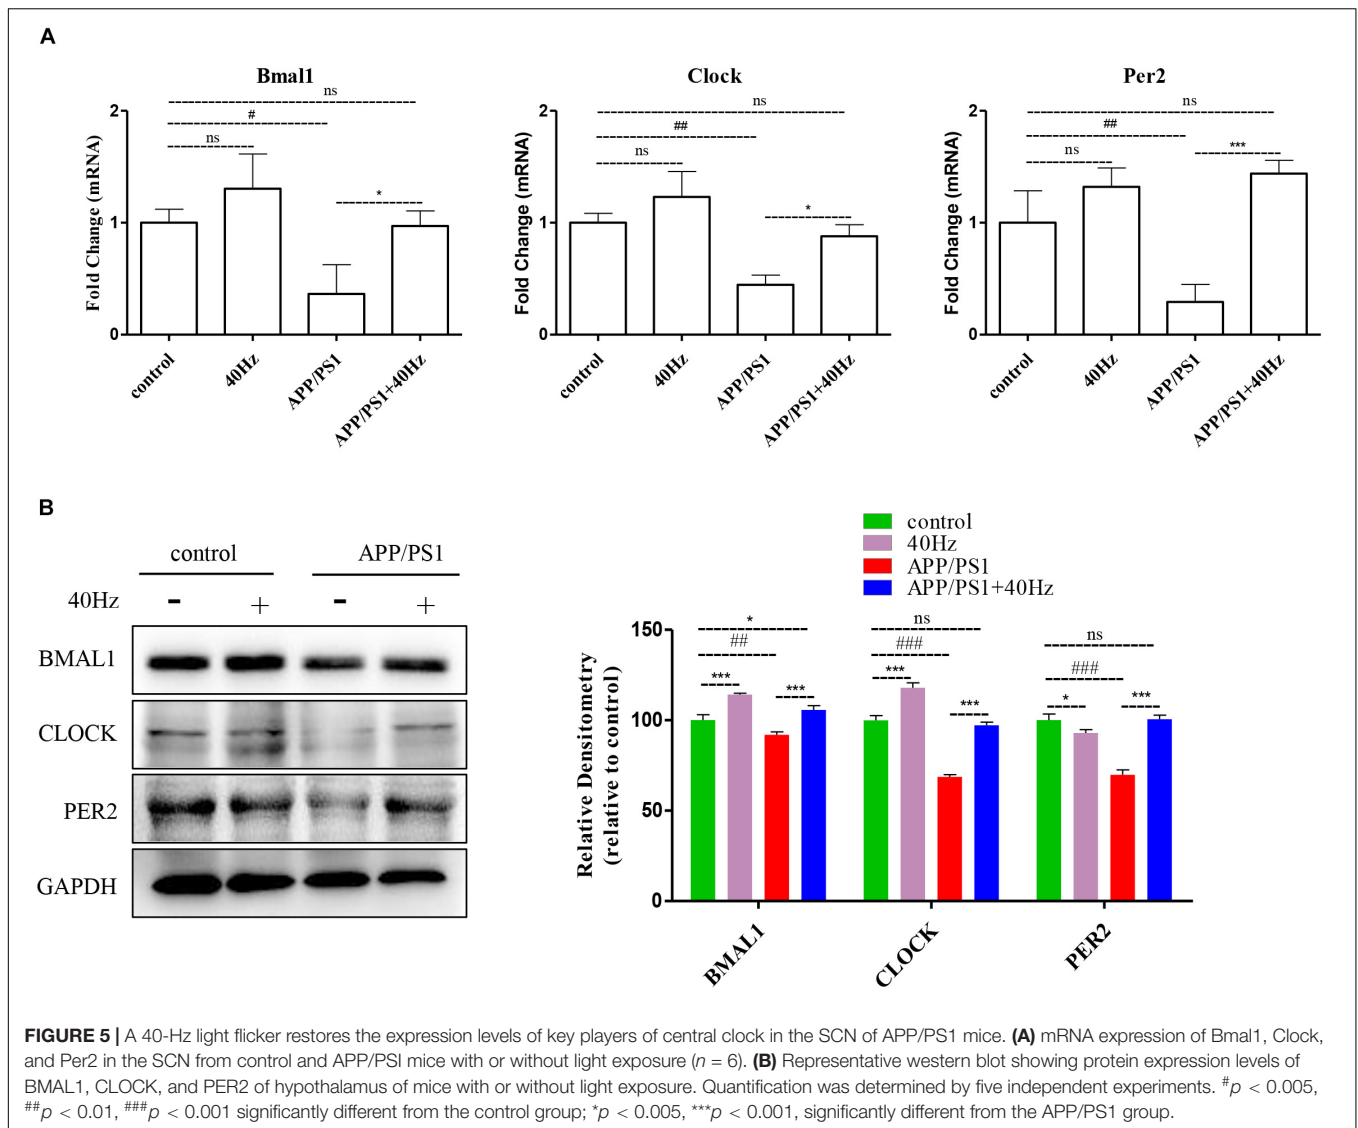 A
Bmal1
ns
#
ns
*
2
1
0
Fold Change (mRNA)
control
40Hz
APP/PS1
APP/PS1+40Hz
Clock
ns
##
ns
*
2
1
0
Fold Change (mRNA)
control
40Hz
APP/PS1
APP/PS1+40Hz
Per2
ns
##
ns
***
2
1
0
Fold Change (mRNA)
control
40Hz
APP/PS1
APP/PS1+40Hz
B
control APP/PS1
40Hz - + - +
BMAL1
CLOCK
PER2
GAPDH
control
40Hz
APP/PS1
APP/PS1+40Hz
150
100
50
0
Relative Densitometry
(relative to control)
*
##
***
***
ns
###
***
***
ns
###
*
***
BMAL1
CLOCK
PER2
FIGURE 5 | A 40-Hz light flicker restores the expression levels of key players of central clock in the SCN of APP/PS1 mice. (A) mRNA expression of Bmal1, Clock,
and Per2 in the SCN from control and APP/PSI mice with or without light exposure (n = 6). (B) Representative western blot showing protein expression levels of
BMAL1, CLOCK, and PER2 of hypothalamus of mice with or without light exposure. Quantification was determined by five independent experiments. #p < 0.005,
##p < 0.01, ###p < 0.001 significantly different from the control group; *p < 0.005, ***p < 0.001, significantly different from the APP/PS1 group.